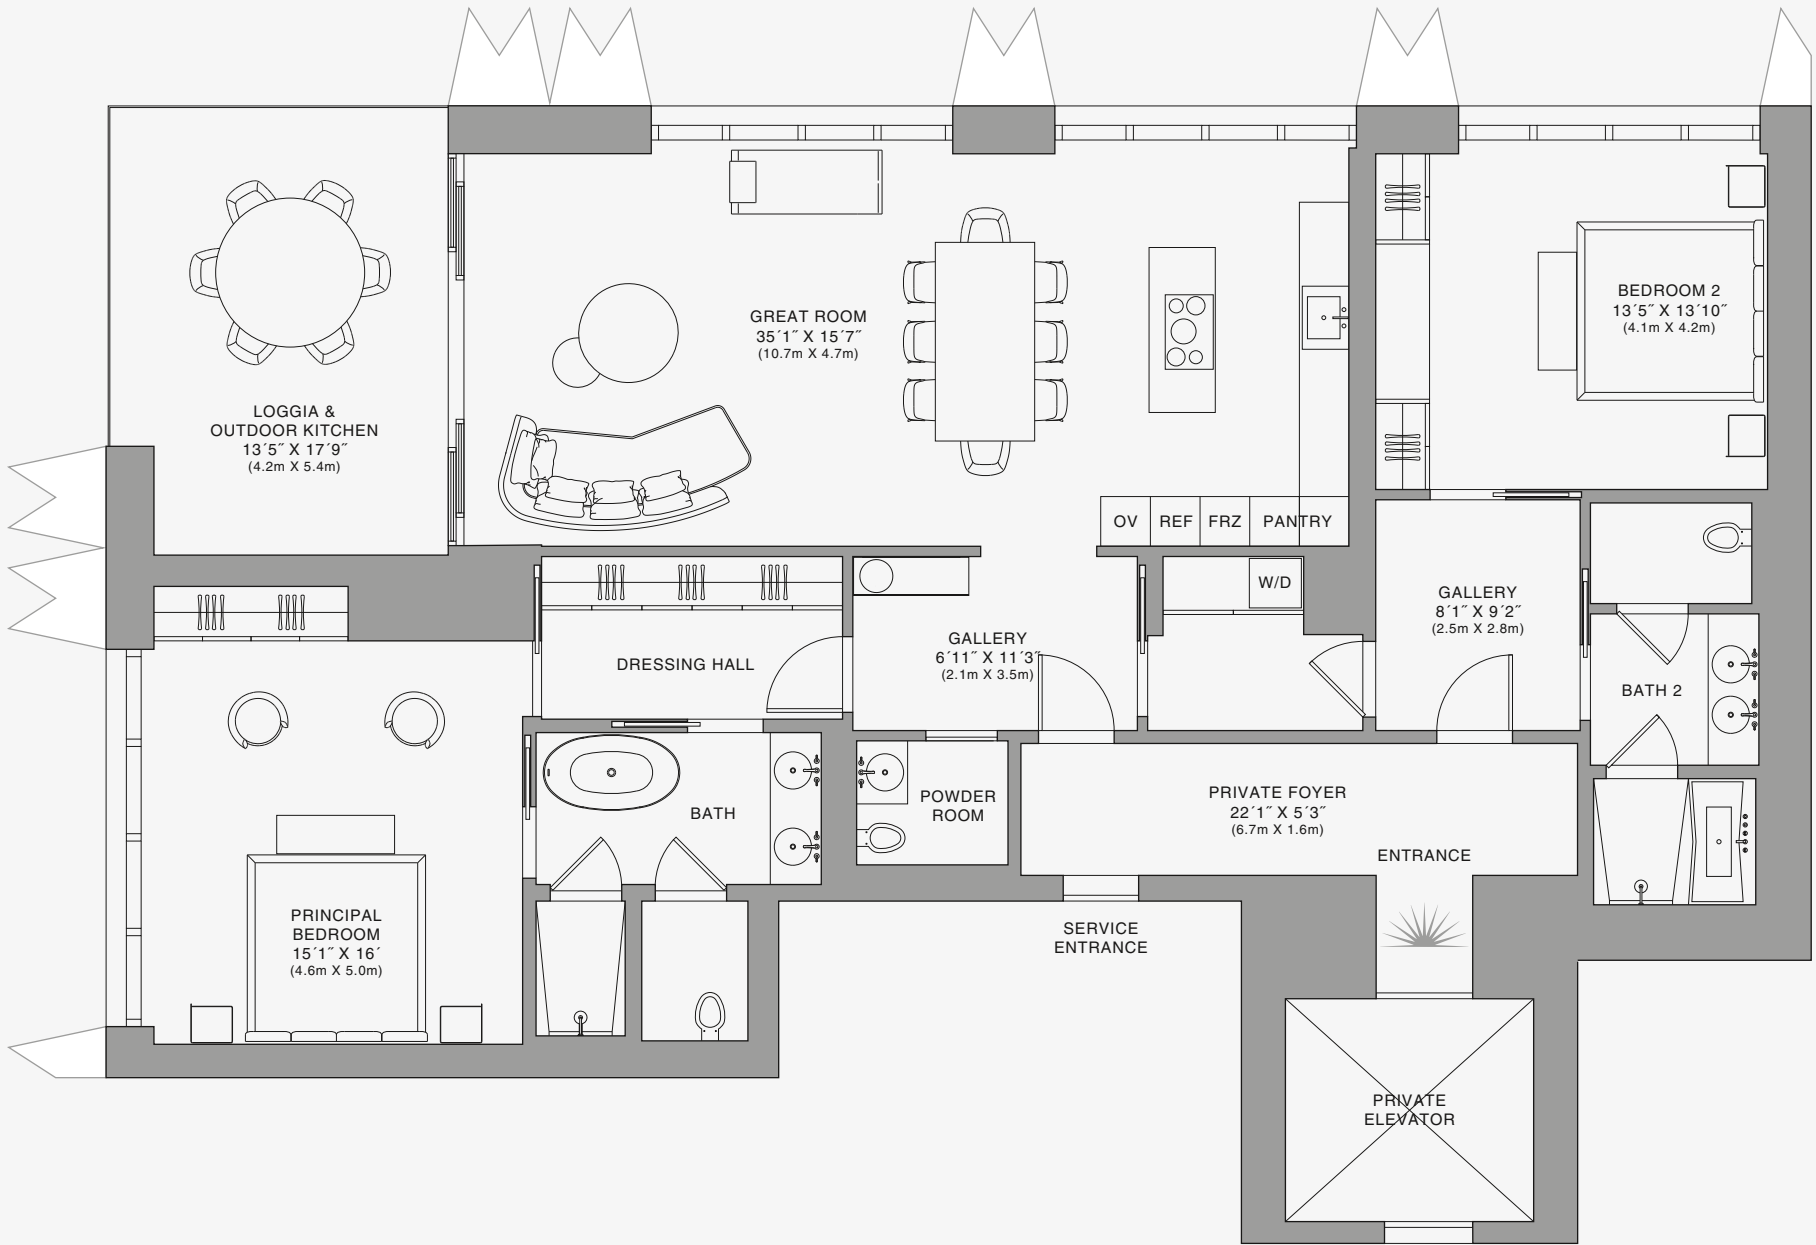 GREAT ROOM
35´1˝ X 15´7˝
(10.7m X 4.7m)
BEDROOM 2
13´5˝ X 13´10˝
(4.1m X 4.2m)
LOGGIA &
OUTDOOR KITCHEN
13´5˝ X 17´9˝
(4.2m X 5.4m)
OV
REF
FRZ
PANTRY
W/D
GALLERY
8´1˝ X 9´2˝
(2.5m X 2.8m)
GALLERY
6´11˝ X 11´3˝
(2.1m X 3.5m)
DRESSING HALL
BATH 2
BATH
POWDER
ROOM
PRIVATE FOYER
22´1˝ X 5´3˝
(6.7m X 1.6m)
ENTRANCE
PRINCIPAL
BEDROOM
15´1˝ X 16´
(4.6m X 5.0m)
SERVICE
ENTRANCE
PRIVATE
ELEVATOR